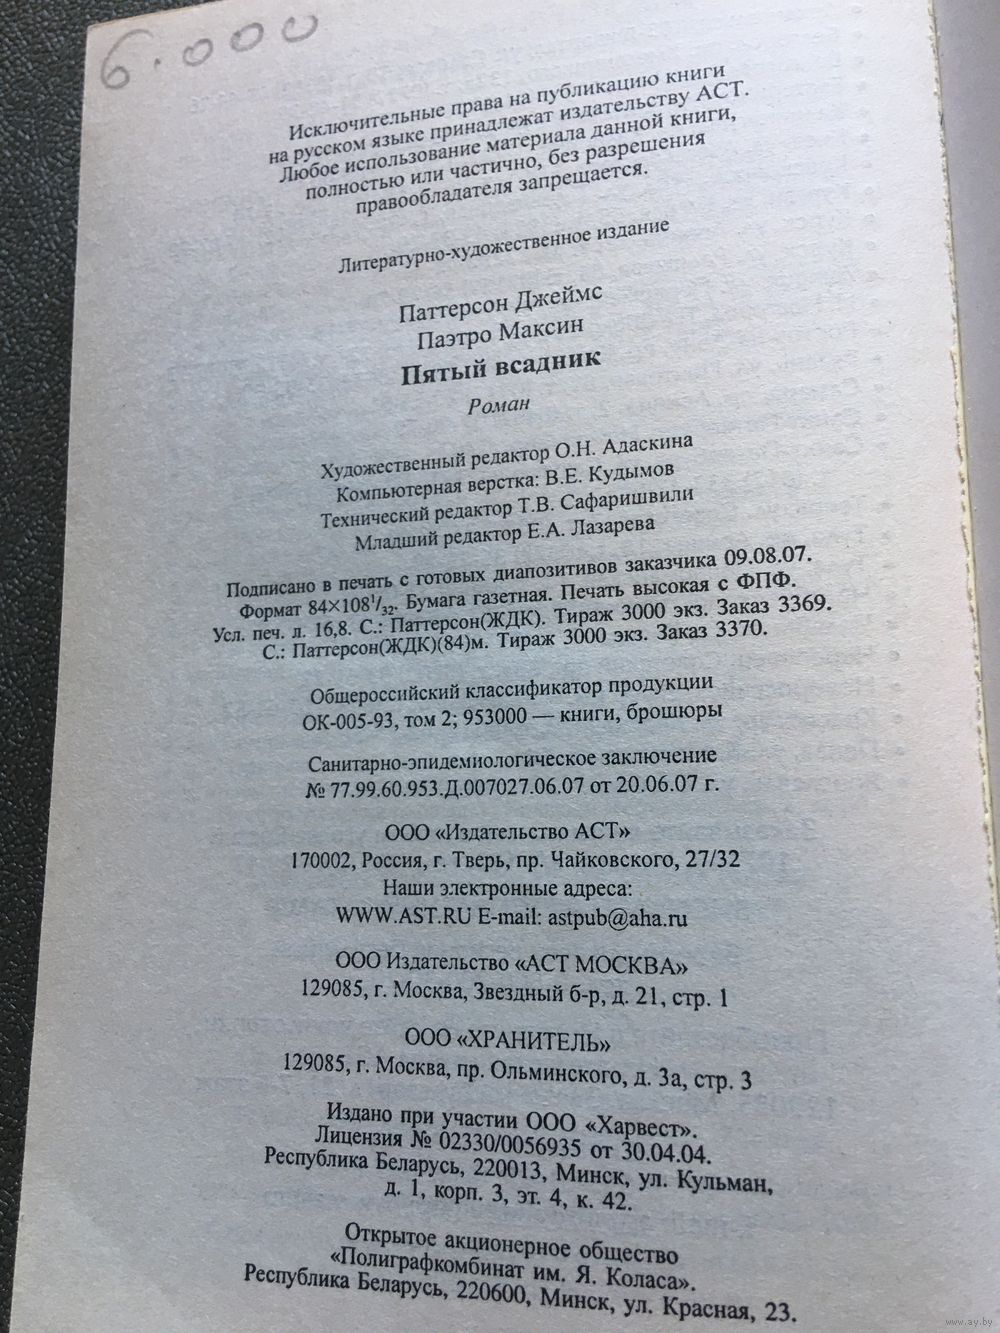 6.000
Исключительные права на публикацию книги
на русском языке принадлежат издательству АСТ.
Любое использование материала данной книги,
полностью или частично, без разрешения
правообладателя запрещается.
Литературно-художественное издание
Паттерсон Джеймс
Паэтро Максин
Пятый всадник
Роман
Художественный редактор О.Н. Адаскина
Компьютерная верстка: В.Е. Кудымов
Технический редактор Т.В. Сафаришвили
Младший редактор Е.А. Лазарева
Подписано в печать с готовых диапозитивов заказчика 09.08.07.
Формат 84×108¹/₃₂. Бумага газетная. Печать высокая с ФПФ.
Усл. печ. л. 16,8. С.: Паттерсон(ЖДК). Тираж 3000 экз. Заказ 3369.
С.: Паттерсон(ЖДК)(84)м. Тираж 3000 экз. Заказ 3370.
Общероссийский классификатор продукции
ОК-005-93, том 2; 953000 — книги, брошюры
Санитарно-эпидемиологическое заключение
№ 77.99.60.953.Д.007027.06.07 от 20.06.07 г.
ООО «Издательство АСТ»
170002, Россия, г. Тверь, пр. Чайковского, 27/32
Наши электронные адреса:
WWW.AST.RU E-mail: astpub@aha.ru
ООО Издательство «АСТ МОСКВА»
129085, г. Москва, Звездный б-р, д. 21, стр. 1
ООО «ХРАНИТЕЛЬ»
129085, г. Москва, пр. Ольминского, д. 3а, стр. 3
Издано при участии ООО «Харвест».
Лицензия № 02330/0056935 от 30.04.04.
Республика Беларусь, 220013, Минск, ул. Кульман,
д. 1, корп. 3, эт. 4, к. 42.
Открытое акционерное общество
«Полиграфкомбинат им. Я. Коласа».
Республика Беларусь, 220600, Минск, ул. Красная, 23.
www.ay.by